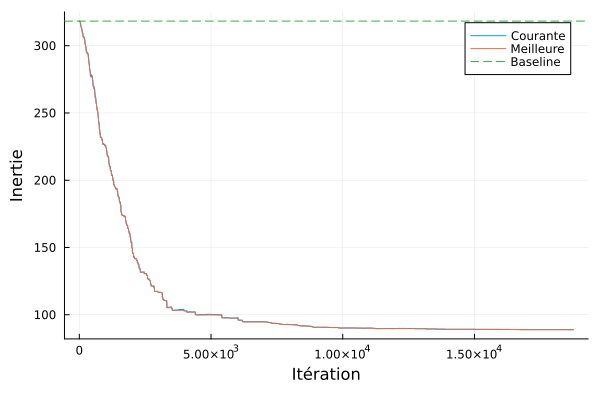 Inertie
300
250
200
150
100
Courante
Meilleure
Baseline
0
5.00×10³
1.00×10⁴
1.50×10⁴
Itération